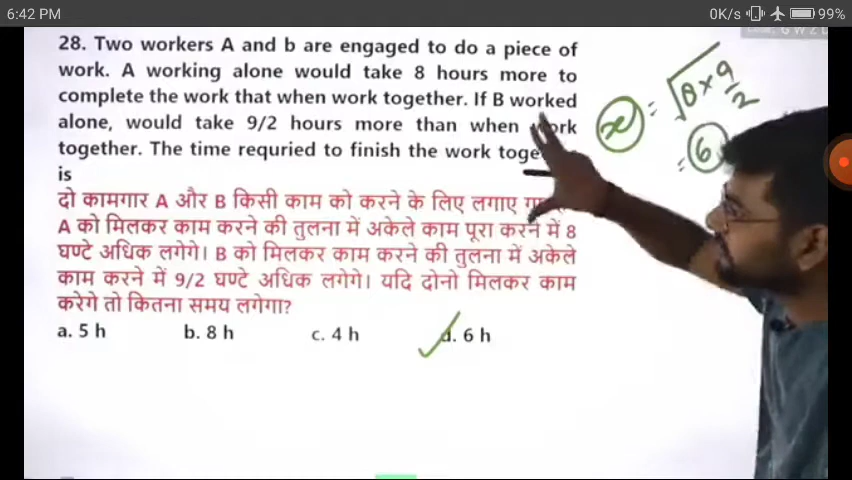 6:42 PM
0K/s 99%
28. Two workers A and b are engaged to do a piece of
work. A working alone would take 8 hours more to
complete the work that when work together. If B worked
alone, would take 9/2 hours more than when work
together. The time requried to finish the work
is
दो कामगार A और B किसी काम को करने के लिए लगाए
A को मिलकर काम करने की तुलना में अकेले काम पूरा करने में 8
घण्टे अधिक लगेगे। B को मिलकर काम करने की तुलना में अकेले
काम करने में 9/2 घण्टे अधिक लगेगे। यदि दोनो मिलकर काम
करेगे तो कितना समय लगेगा?
a. 5 h b. 8 h c. 4 h d. 6 h
x = √8 × 9/2
= 6